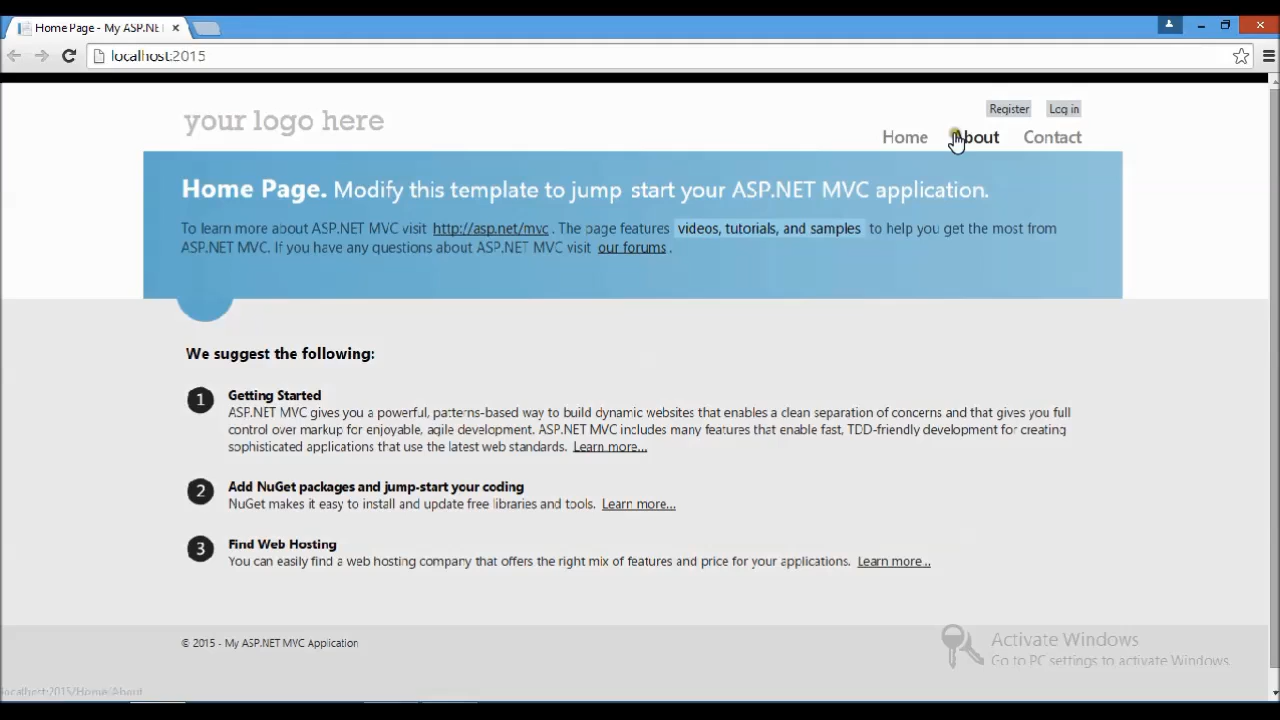 Home Page - My ASP.NET
localhost:2015
Register Log in
your logo here
Home About Contact
Home Page. Modify this template to jump start your ASP.NET MVC application.
To learn more about ASP.NET MVC visit http://asp.net/mvc . The page features videos, tutorials, and samples to help you get the most from
ASP.NET MVC. If you have any questions about ASP.NET MVC visit our forums .
We suggest the following:
1 Getting Started
ASP.NET MVC gives you a powerful, patterns-based way to build dynamic websites that enables a clean separation of concerns and that gives you full
control over markup for enjoyable, agile development. ASP.NET MVC includes many features that enable fast, TDD-friendly development for creating
sophisticated applications that use the latest web standards. Learn more...
2 Add NuGet packages and jump-start your coding
NuGet makes it easy to install and update free libraries and tools. Learn more...
3 Find Web Hosting
You can easily find a web hosting company that offers the right mix of features and price for your applications. Learn more...
© 2015 - My ASP.NET MVC Application
Activate Windows
Go to PC settings to activate Windows.
localhost:2015/Home/About